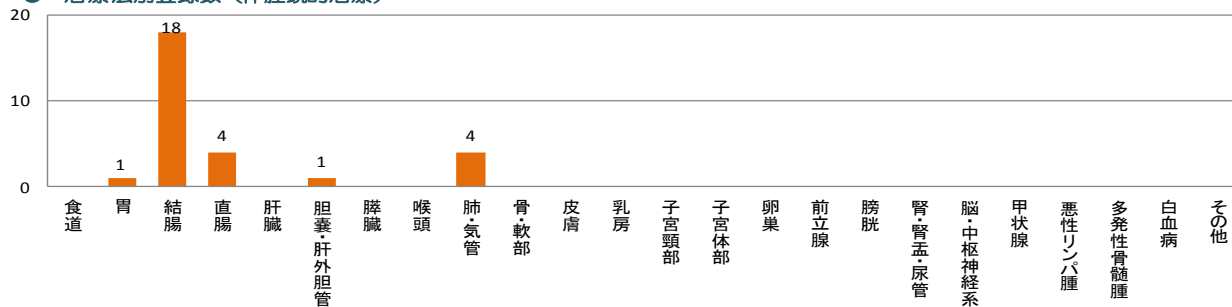 20
10
0
1
18
4
1
4
食道
胃
結腸
直腸
肝臓
胆嚢・肝外胆管
膵臓
喉頭
肺・気管
骨・軟部
皮膚
乳房
子宮頸部
子宮体部
卵巣
前立腺
膀胱
腎・腎盂・尿管
脳・中枢神経系
甲状腺
悪性リンパ腫
多発性骨髄腫
白血病
その他